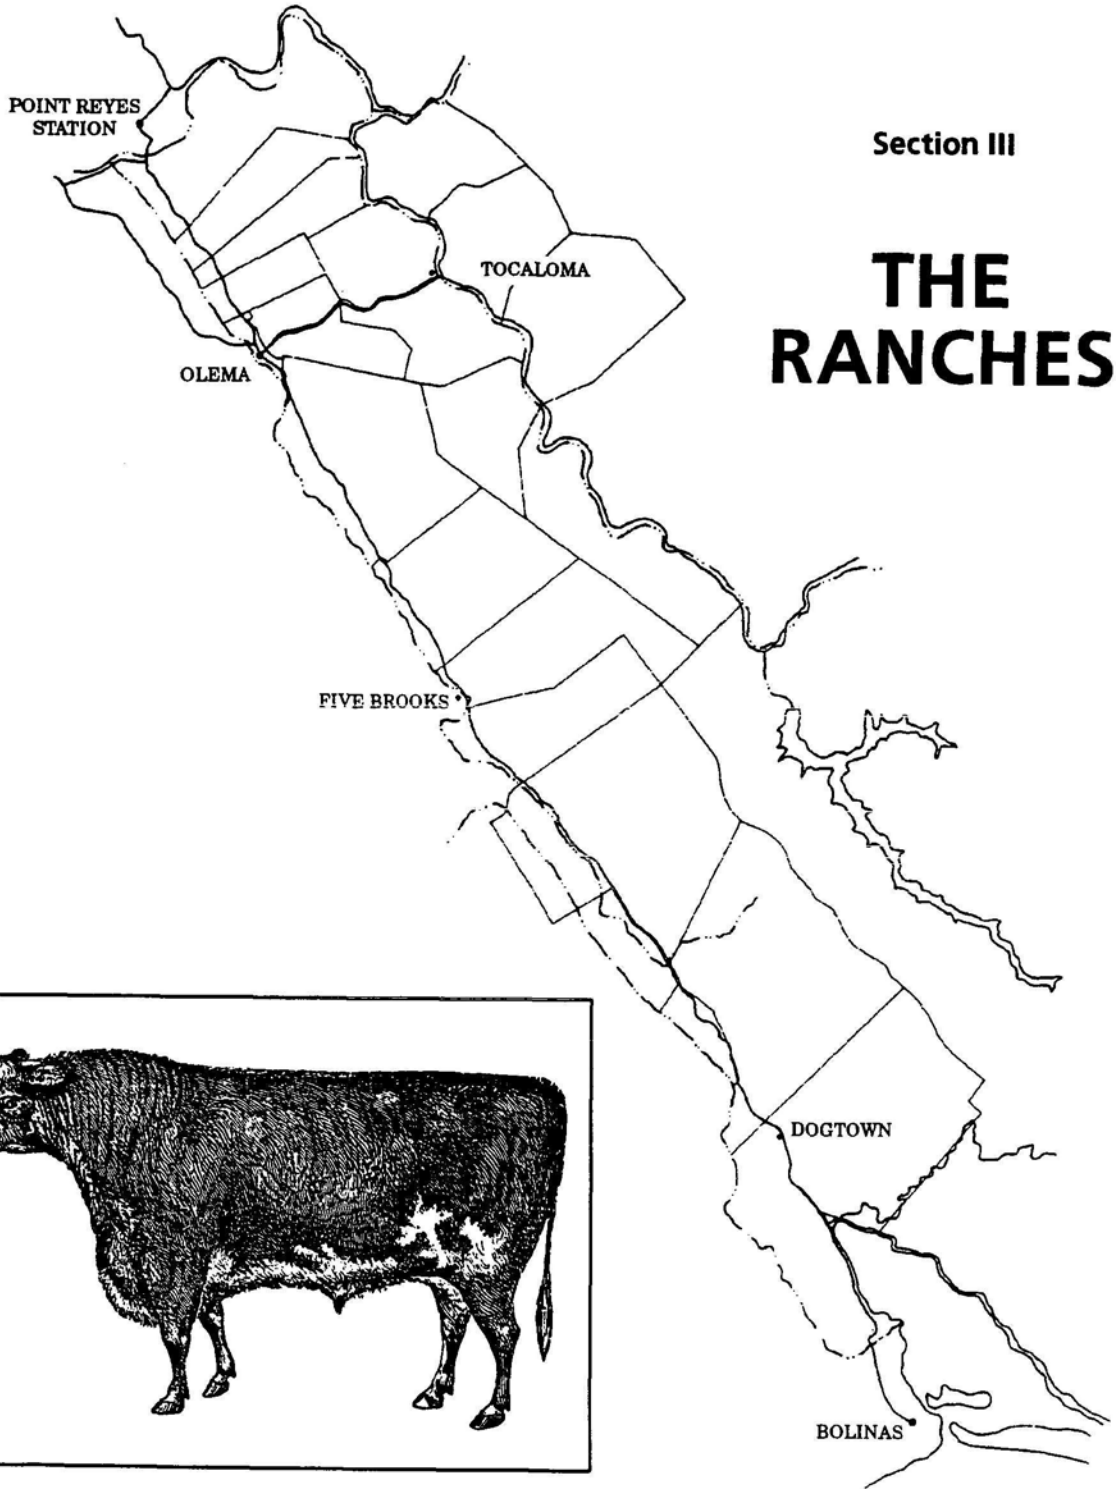 POINT REYES
STATION
Section III
THE
RANCHES
TOCALOMA
OLEMA
FIVE BROOKS
DOGTOWN
BOLINAS